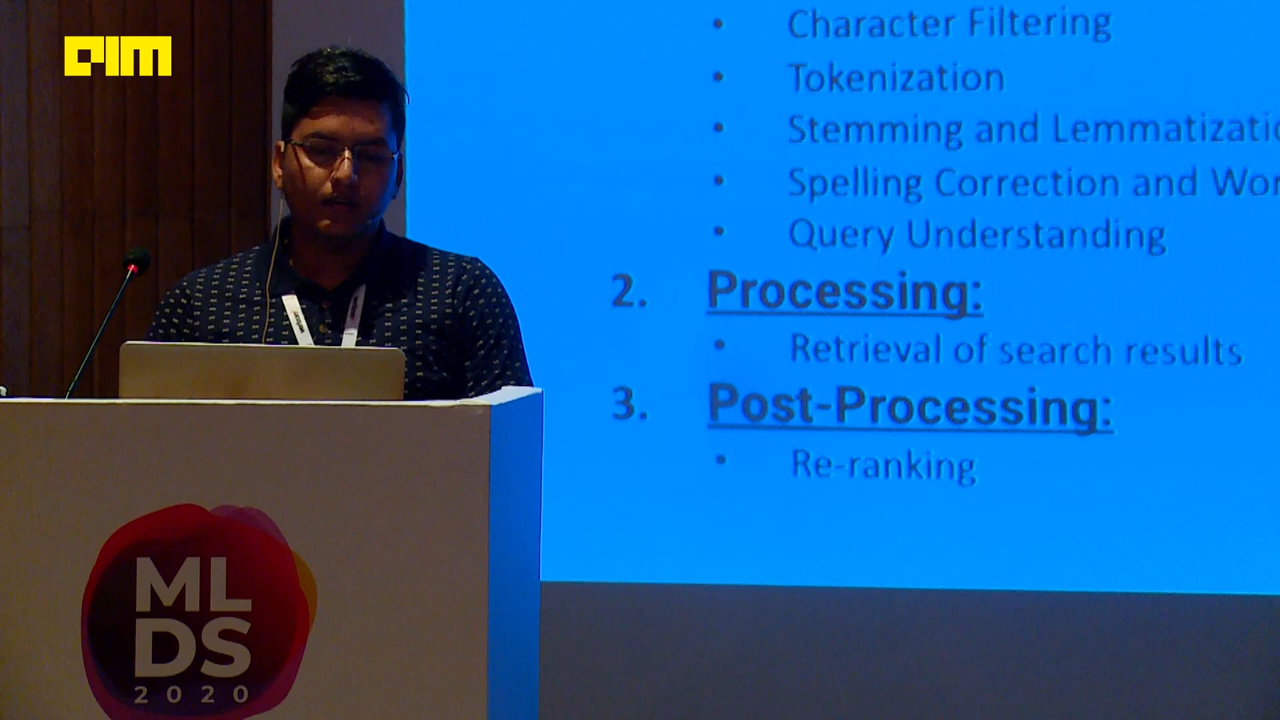 AIM
Character Filtering
Tokenization
Stemming and Lemmatizatio
Spelling Correction and Wor
Query Understanding
2. Processing:
Retrieval of search results
3. Post-Processing:
Re-ranking
ML
DS
2020